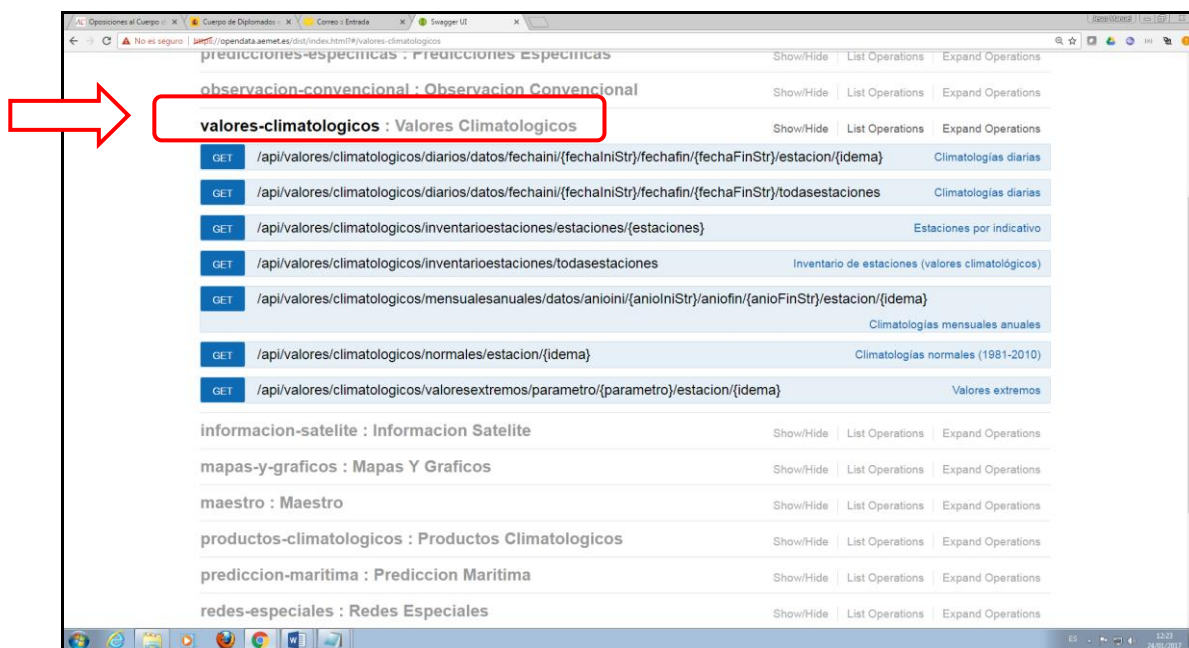 Oposiciones al Cuerpo
Cuerpo de Diplomados
Correo :: Entrada
Swagger UI
No es seguro | https://opendata.aemet.es/dist/index.html?#/valores-climatologicos
predicciones-especificas : Predicciones Especificas Show/Hide List Operations Expand Operations
observacion-convencional : Observacion Convencional Show/Hide List Operations Expand Operations
valores-climatologicos : Valores Climatologicos Show/Hide List Operations Expand Operations
GET /api/valores/climatologicos/diarios/datos/fechaini/{fechaIniStr}/fechafin/{fechaFinStr}/estacion/{idema} Climatologías diarias
GET /api/valores/climatologicos/diarios/datos/fechaini/{fechaIniStr}/fechafin/{fechaFinStr}/todasestaciones Climatologías diarias
GET /api/valores/climatologicos/inventarioestaciones/estaciones/{estaciones} Estaciones por indicativo
GET /api/valores/climatologicos/inventarioestaciones/todasestaciones Inventario de estaciones (valores climatológicos)
GET /api/valores/climatologicos/mensualesanuales/datos/anioini/{anioIniStr}/aniofin/{anioFinStr}/estacion/{idema}
Climatologías mensuales anuales
GET /api/valores/climatologicos/normales/estacion/{idema} Climatologías normales (1981-2010)
GET /api/valores/climatologicos/valoresextremos/parametro/{parametro}/estacion/{idema} Valores extremos
informacion-satelite : Informacion Satelite Show/Hide List Operations Expand Operations
mapas-y-graficos : Mapas Y Graficos Show/Hide List Operations Expand Operations
maestro : Maestro Show/Hide List Operations Expand Operations
productos-climatologicos : Productos Climatologicos Show/Hide List Operations Expand Operations
prediccion-maritima : Prediccion Maritima Show/Hide List Operations Expand Operations
redes-especiales : Redes Especiales Show/Hide List Operations Expand Operations
ES 12:23
24/01/2017